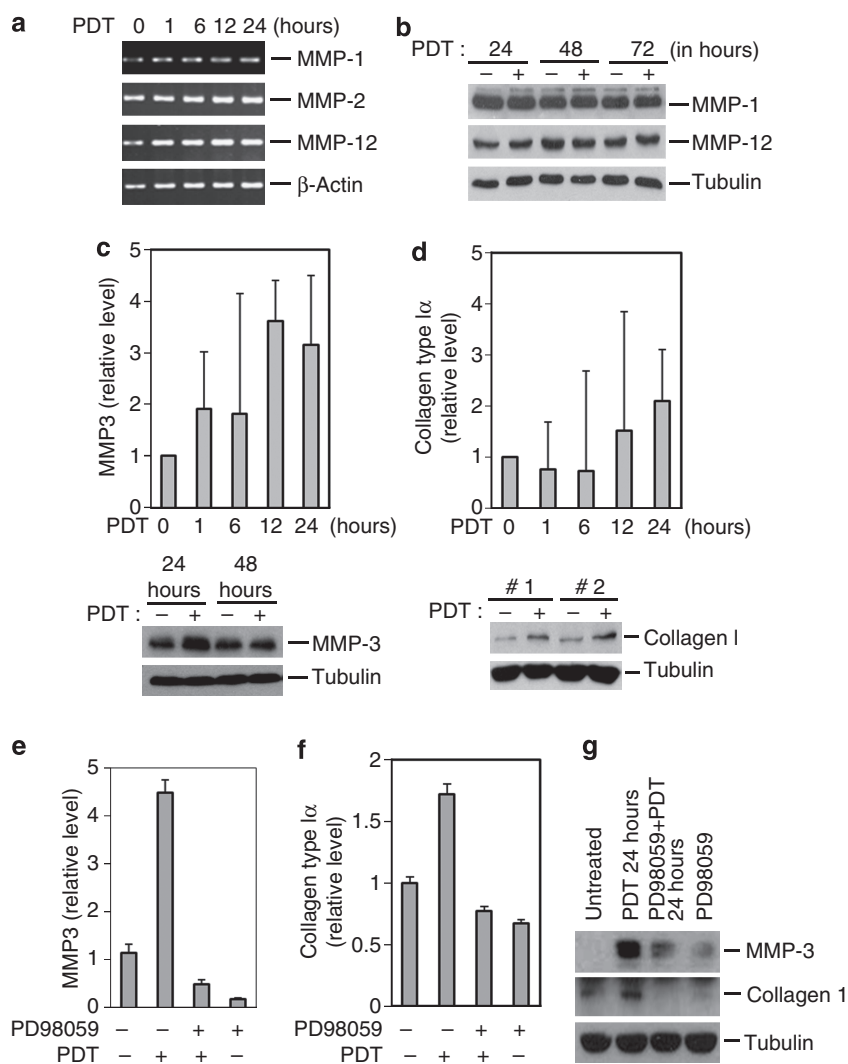 a
PDT 0 1 6 12 24 (hours)
MMP-1
MMP-2
MMP-12
β-Actin
b
PDT : 24 48 72 (in hours)
– + – + – +
MMP-1
MMP-12
Tubulin
c
MMP3 (relative level)
5
4
3
2
1
0
PDT 0 1 6 12 24 (hours)
24 hours 48 hours
PDT : – + – +
MMP-3
Tubulin
d
Collagen type Iα
(relative level)
5
4
3
2
1
0
PDT 0 1 6 12 24 (hours)
# 1 # 2
PDT : – + – +
Collagen I
Tubulin
e
MMP3 (relative level)
5
4
3
2
1
0
PD98059 – – + +
PDT – + + –
f
Collagen type Iα
(relative level)
2
1.5
1
0.5
0
– – + +
– + + –
g
Untreated
PDT 24 hours
PD98059+PDT
24 hours
PD98059
MMP-3
Collagen 1
Tubulin